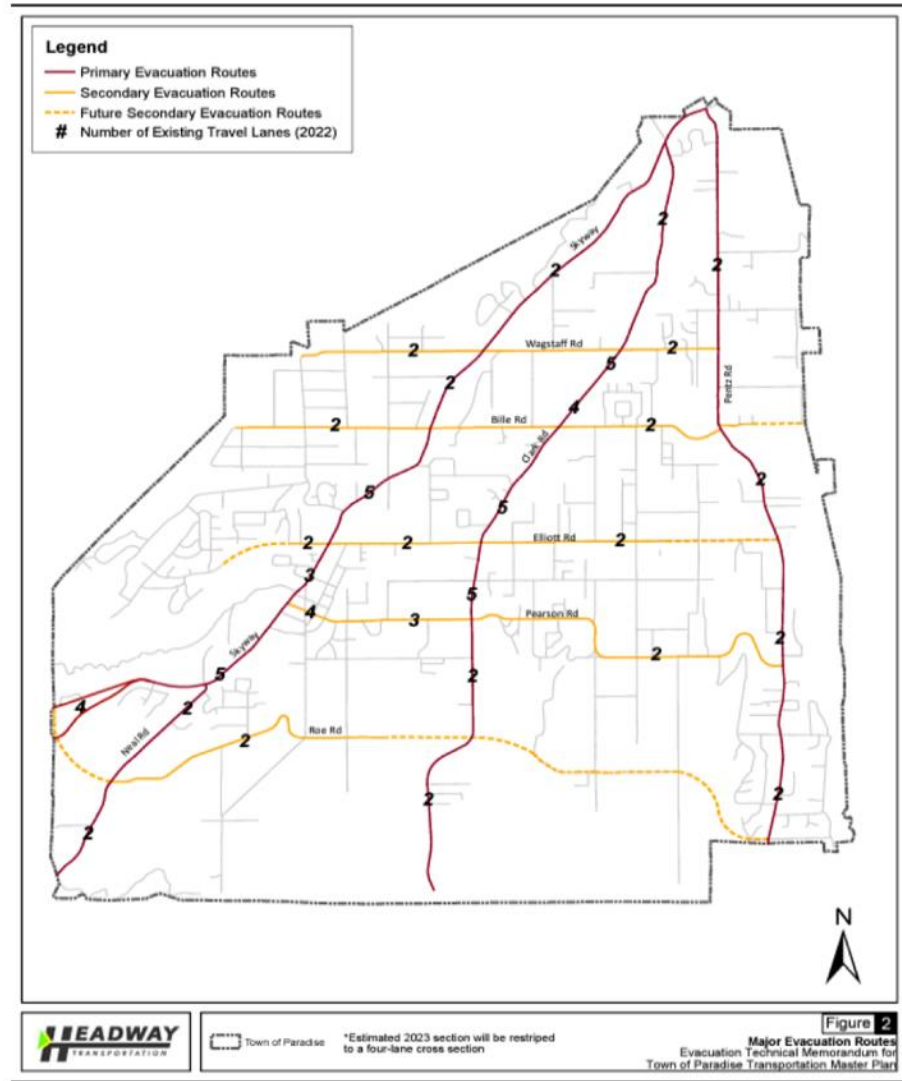 Legend
Primary Evacuation Routes
Secondary Evacuation Routes
Future Secondary Evacuation Routes
# Number of Existing Travel Lanes (2022)
2
Skyway
2
2
Wagstaff Rd
2
2
2
5
Pentz Rd
2
4
2
Bille Rd
2
Clark Rd
5
2
5
2
2
Elliott Rd
2
3
5
4
3
Pearson Rd
2
Skyway
2
5
2
4
2
Neal Rd
2
Roe Rd
2
2
2
N
HEADWAY
TRANSPORTATION
Town of Paradise
*Estimated 2023 section will be restriped
to a four-lane cross section
Figure 2
Major Evacuation Routes
Evacuation Technical Memorandum for
Town of Paradise Transportation Master Plan